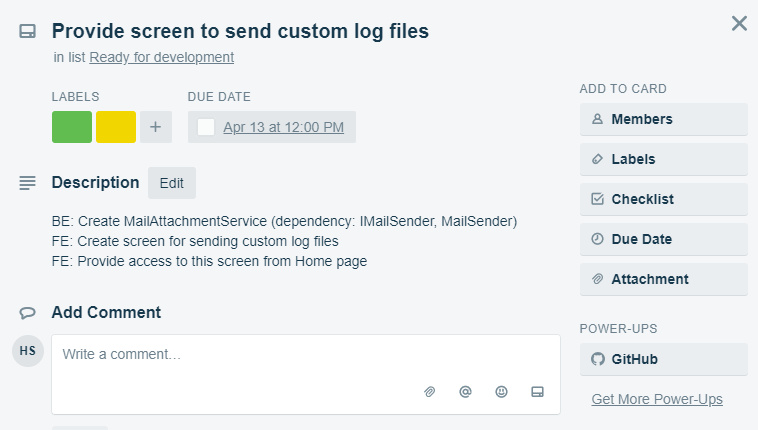 Provide screen to send custom log files
in list Ready for development
LABELS
DUE DATE
+
Apr 13 at 12:00 PM
Description
Edit
BE: Create MailAttachmentService (dependency: IMailSender, MailSender)
FE: Create screen for sending custom log files
FE: Provide access to this screen from Home page
Add Comment
HS
Write a comment…
ADD TO CARD
Members
Labels
Checklist
Due Date
Attachment
POWER-UPS
GitHub
Get More Power-Ups